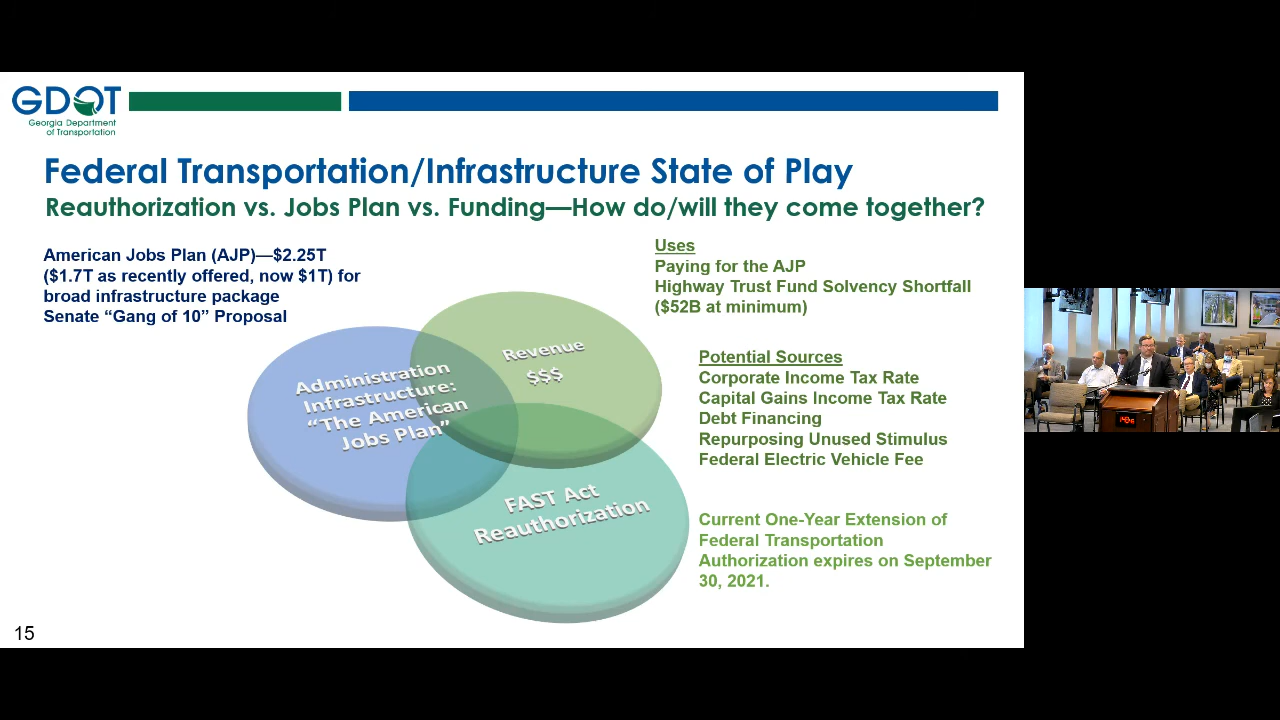 GDOT
Georgia Department
of Transportation
Federal Transportation/Infrastructure State of Play
Reauthorization vs. Jobs Plan vs. Funding—How do/will they come together?
American Jobs Plan (AJP)—$2.25T
($1.7T as recently offered, now $1T) for
broad infrastructure package
Senate “Gang of 10” Proposal
Uses
Paying for the AJP
Highway Trust Fund Solvency Shortfall
($52B at minimum)
Revenue
$$$
Administration
Infrastructure:
“The American
Jobs Plan”
Potential Sources
Corporate Income Tax Rate
Capital Gains Income Tax Rate
Debt Financing
Repurposing Unused Stimulus
Federal Electric Vehicle Fee
FAST Act
Reauthorization
Current One-Year Extension of
Federal Transportation
Authorization expires on September
30, 2021.
15